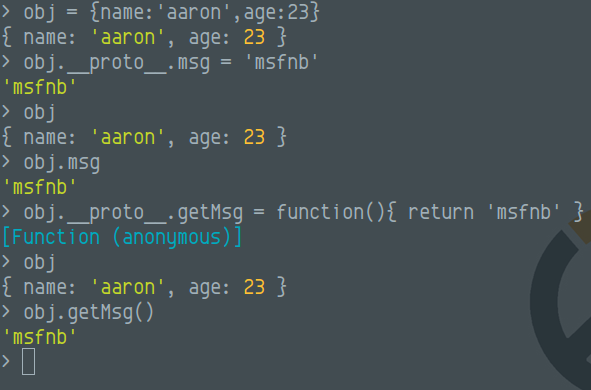 > obj = {name:'aaron',age:23}
{ name: 'aaron', age: 23 }
> obj.__proto__.msg = 'msfnb'
'msfnb'
> obj
{ name: 'aaron', age: 23 }
> obj.msg
'msfnb'
> obj.__proto__.getMsg = function(){ return 'msfnb' }
[Function (anonymous)]
> obj
{ name: 'aaron', age: 23 }
> obj.getMsg()
'msfnb'
>